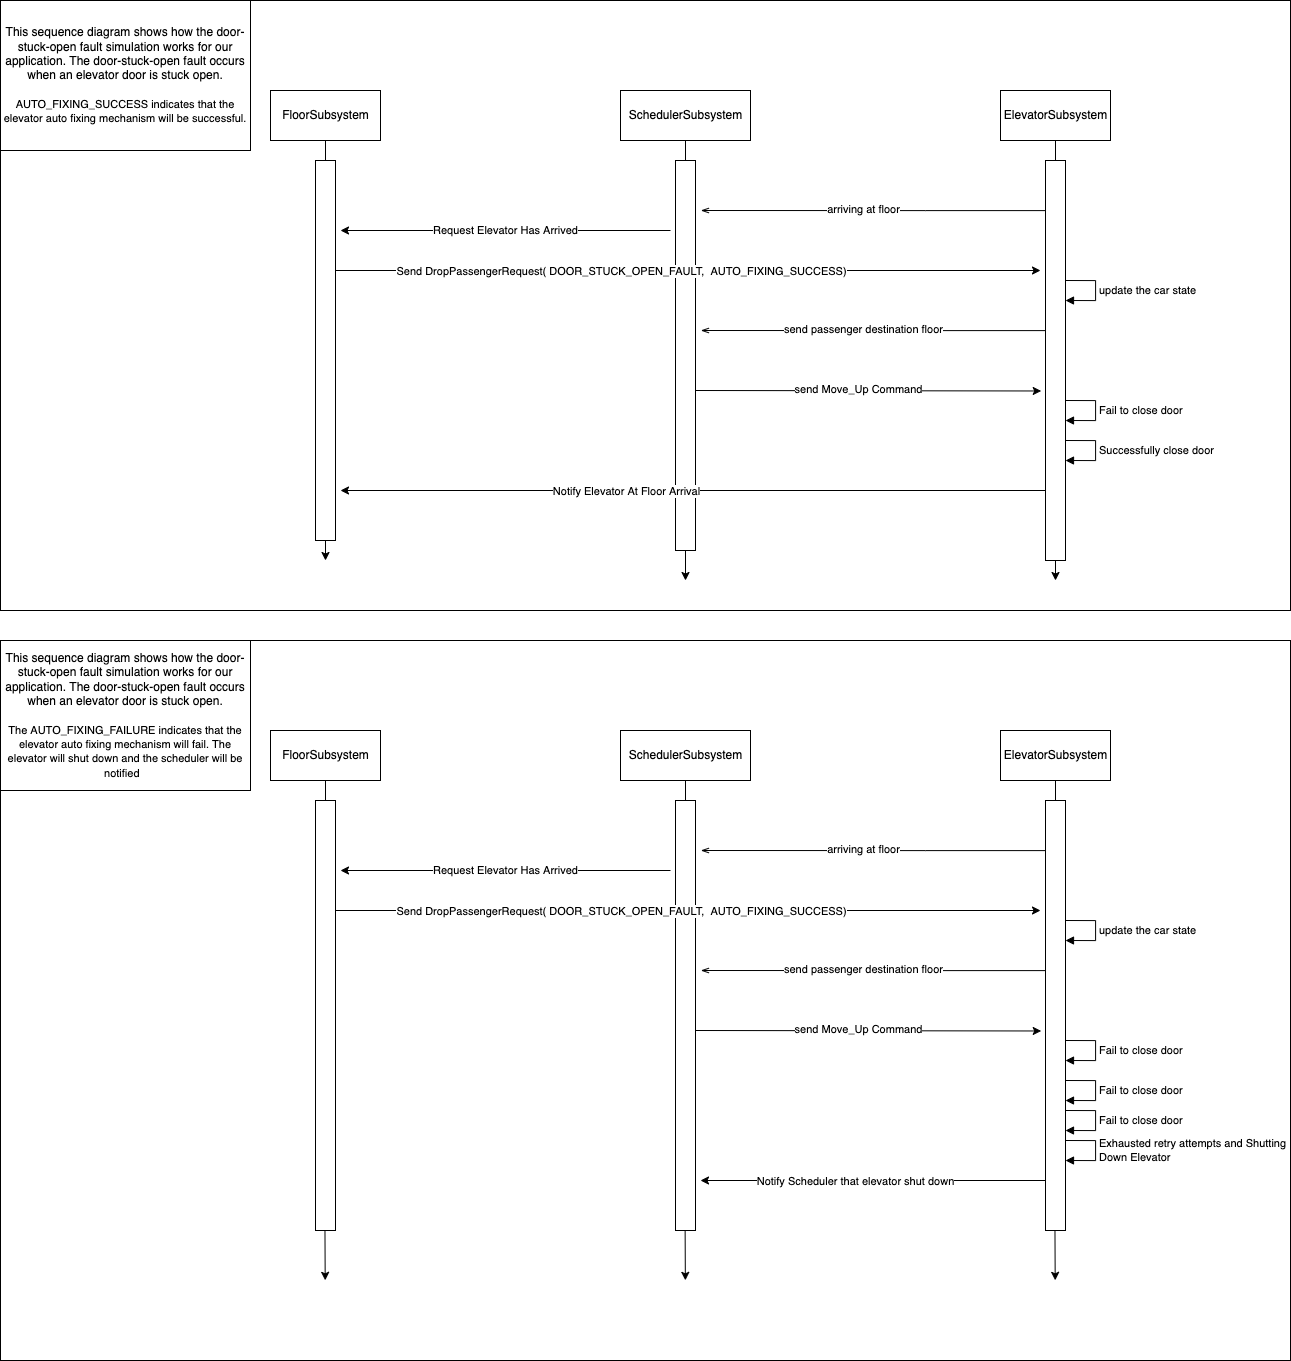 This sequence diagram shows how the door-
stuck-open fault simulation works for our
application. The door-stuck-open fault occurs
when an elevator door is stuck open.
AUTO_FIXING_SUCCESS indicates that the
elevator auto fixing mechanism will be successful.
FloorSubsystem
SchedulerSubsystem
ElevatorSubsystem
arriving at floor
Request Elevator Has Arrived
Send DropPassengerRequest( DOOR_STUCK_OPEN_FAULT,  AUTO_FIXING_SUCCESS)
update the car state
send passenger destination floor
send Move_Up Command
Fail to close door
Successfully close door
Notify Elevator At Floor Arrival
This sequence diagram shows how the door-
stuck-open fault simulation works for our
application. The door-stuck-open fault occurs
when an elevator door is stuck open.
The AUTO_FIXING_FAILURE indicates that the
elevator auto fixing mechanism will fail. The
elevator will shut down and the scheduler will be
notified
FloorSubsystem
SchedulerSubsystem
ElevatorSubsystem
arriving at floor
Request Elevator Has Arrived
Send DropPassengerRequest( DOOR_STUCK_OPEN_FAULT,  AUTO_FIXING_SUCCESS)
update the car state
send passenger destination floor
send Move_Up Command
Fail to close door
Fail to close door
Fail to close door
Exhausted retry attempts and Shutting
Down Elevator
Notify Scheduler that elevator shut down